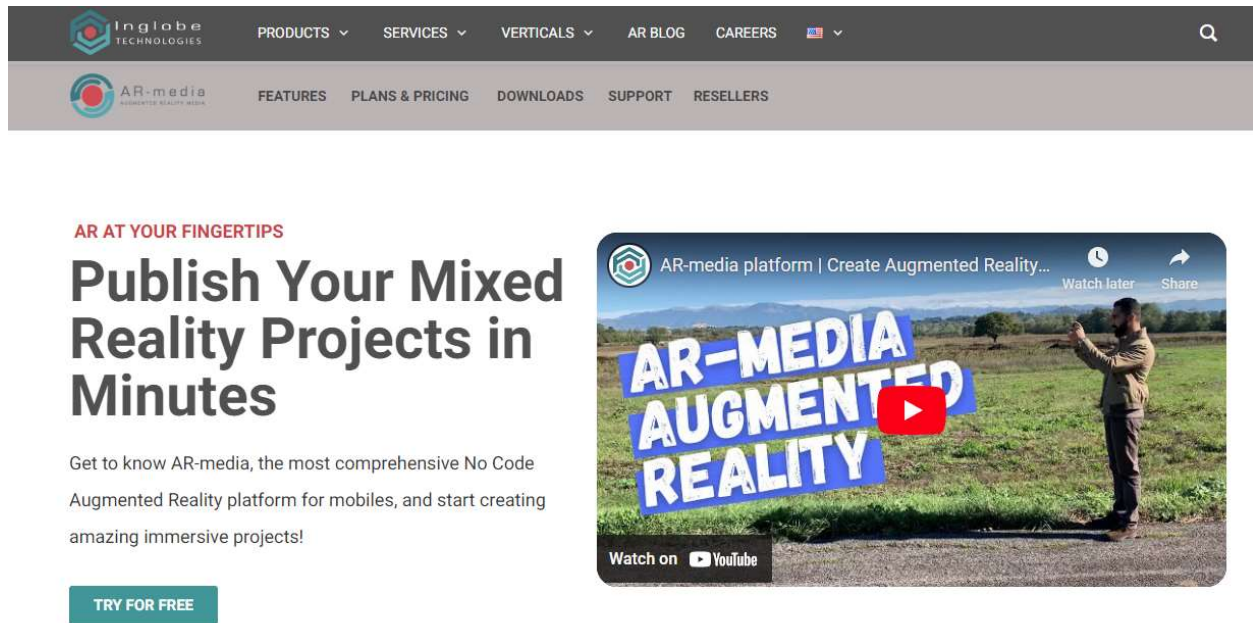 Inglobe
TECHNOLOGIES
PRODUCTS SERVICES VERTICALS AR BLOG CAREERS
AR-media
AUGMENTED REALITY MEDIA
FEATURES PLANS & PRICING DOWNLOADS SUPPORT RESELLERS
AR AT YOUR FINGERTIPS
Publish Your Mixed
Reality Projects in
Minutes
Get to know AR-media, the most comprehensive No Code
Augmented Reality platform for mobiles, and start creating
amazing immersive projects!
TRY FOR FREE
AR-media platform | Create Augmented Reality...
Watch later Share
AR-MEDIA
AUGMENTED
REALITY
Watch on YouTube